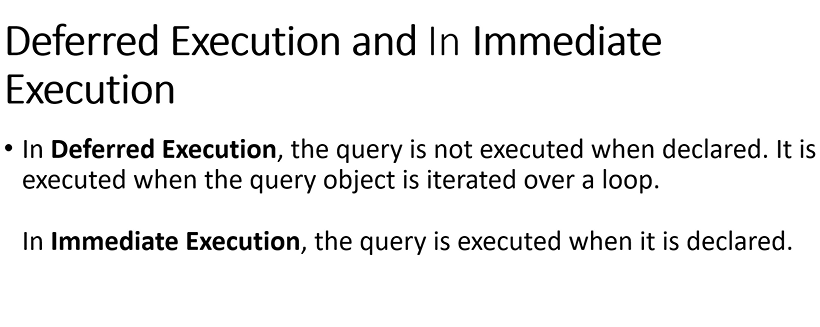 Deferred Execution and In Immediate
Execution
• In Deferred Execution, the query is not executed when declared. It is
executed when the query object is iterated over a loop.
In Immediate Execution, the query is executed when it is declared.